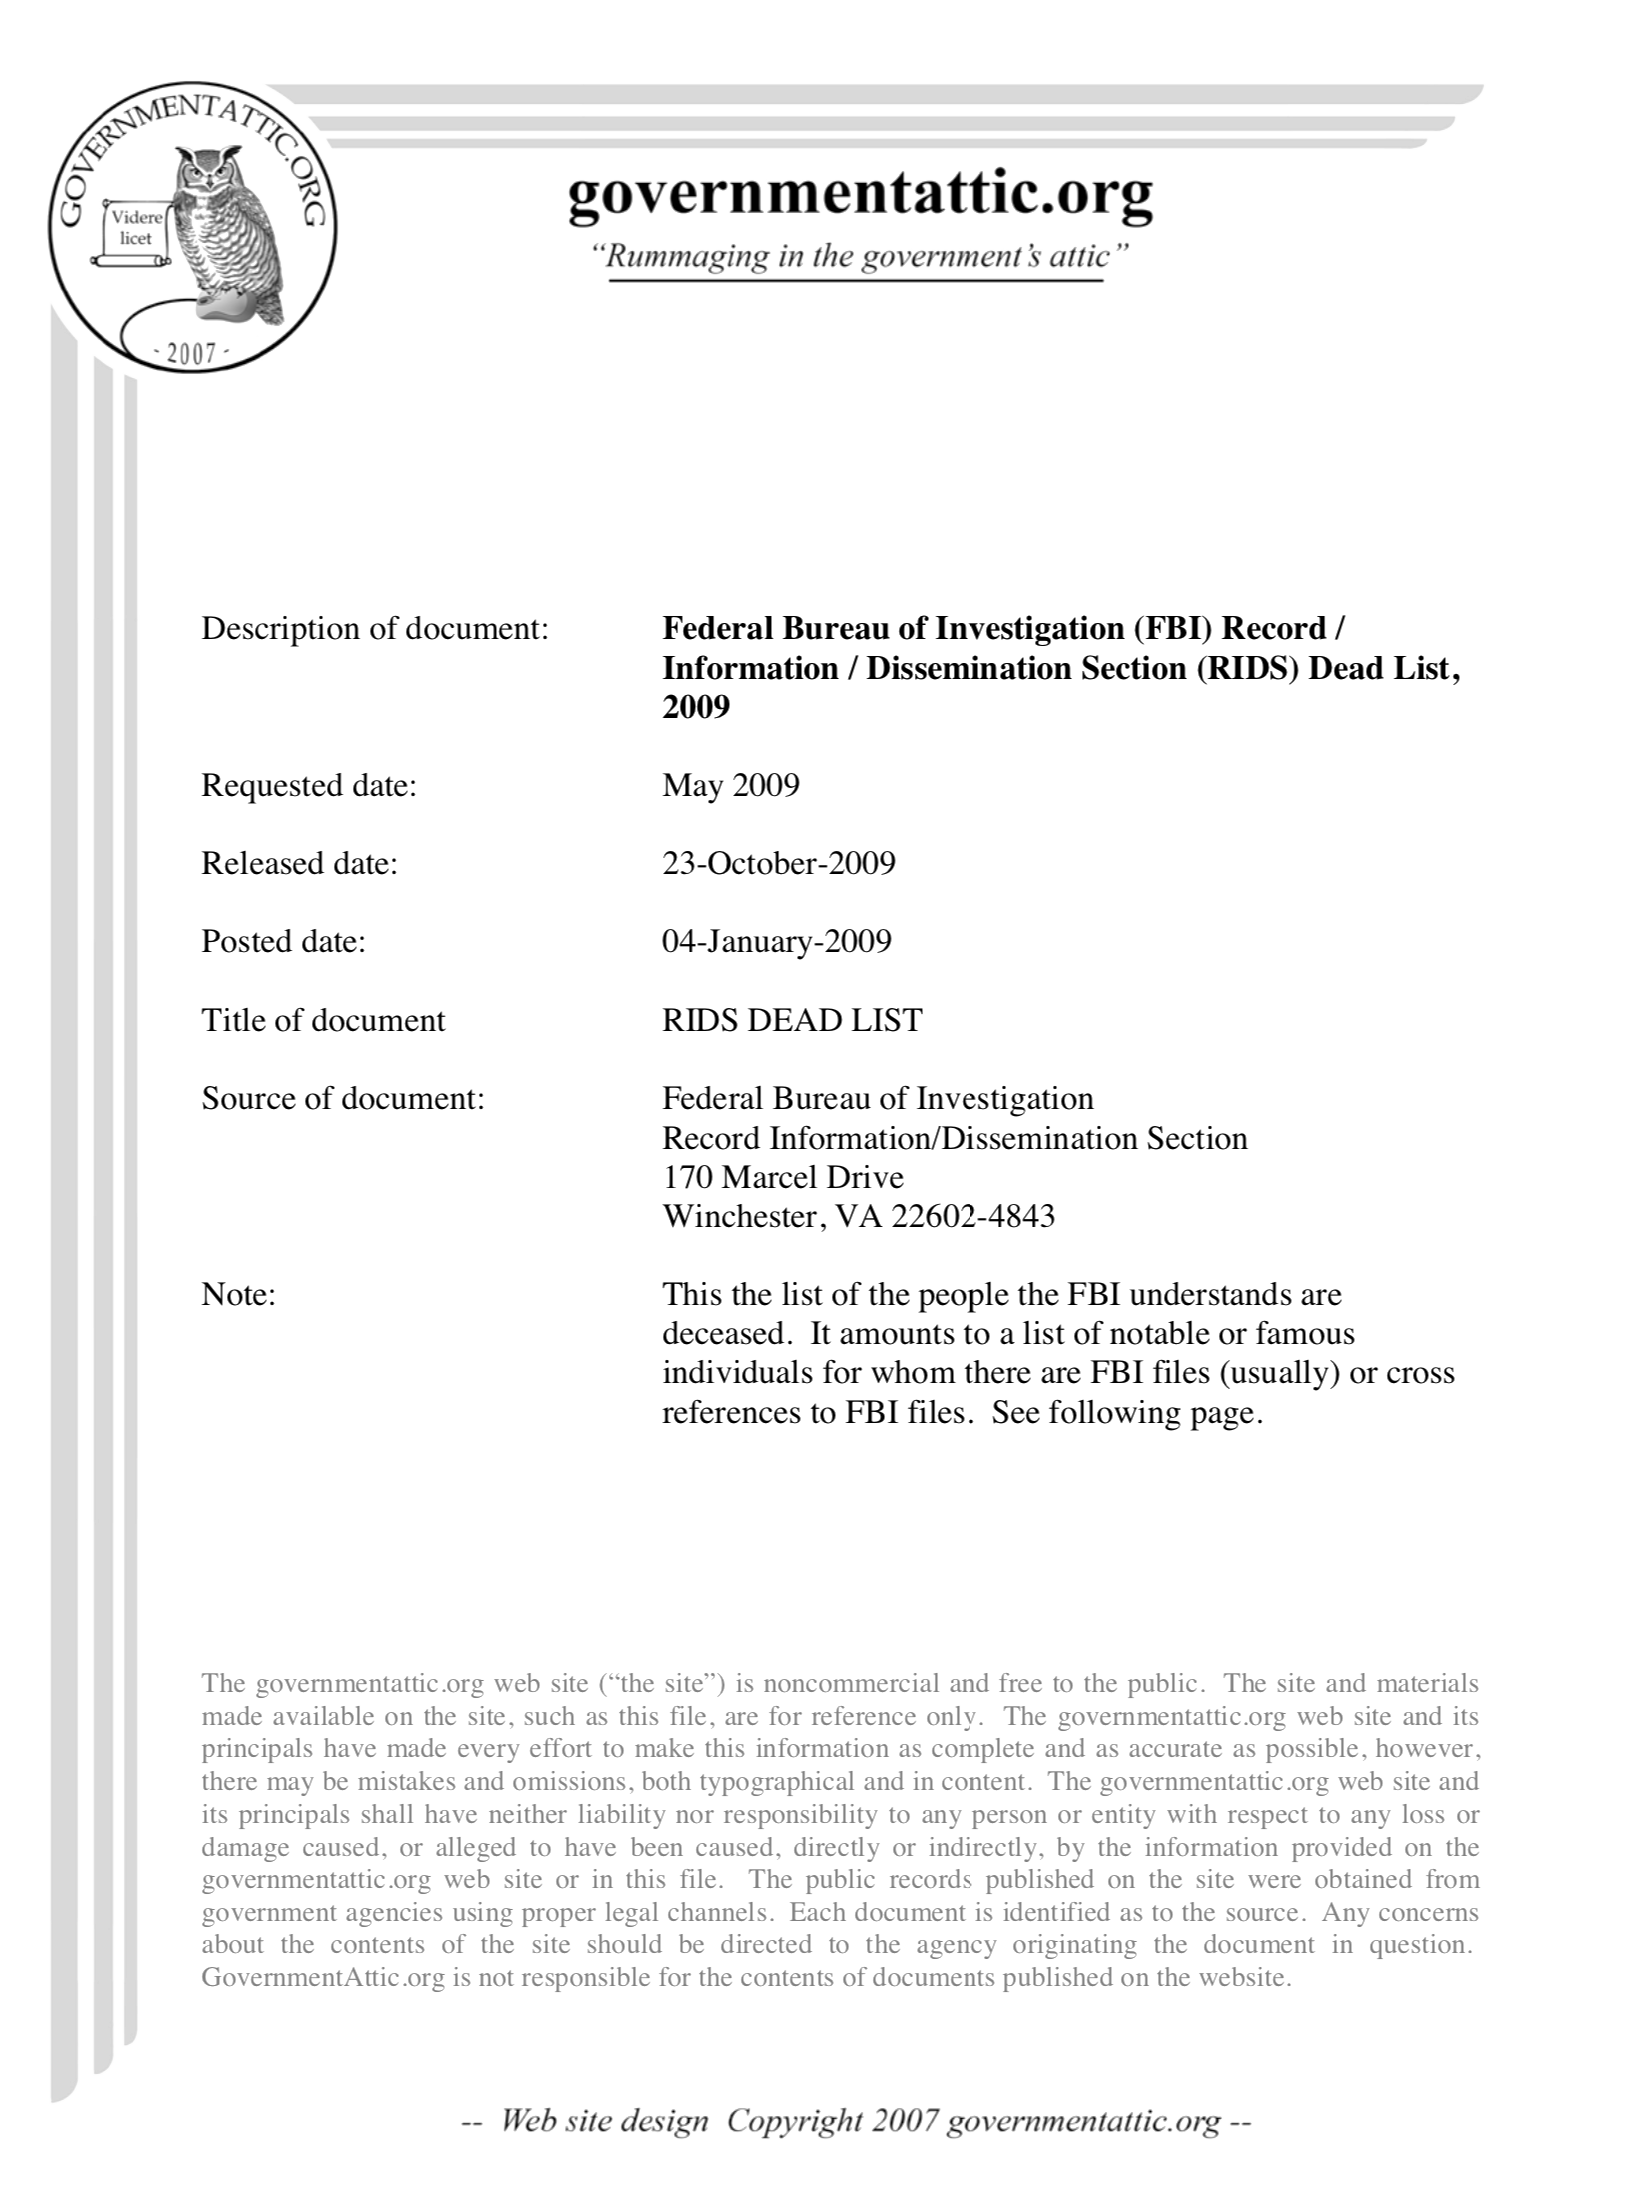 GOVERNMENTATTIC.ORG
Videre
licet
- 2007 -
governmentattic.org
“Rummaging in the government’s attic”
Description of document: Federal Bureau of Investigation (FBI) Record /
Information / Dissemination Section (RIDS) Dead List,
2009
Requested date: May 2009
Released date: 23-October-2009
Posted date: 04-January-2009
Title of document RIDS DEAD LIST
Source of document: Federal Bureau of Investigation
Record Information/Dissemination Section
170 Marcel Drive
Winchester, VA 22602-4843
Note: This the list of the people the FBI understands are
deceased. It amounts to a list of notable or famous
individuals for whom there are FBI files (usually) or cross
references to FBI files. See following page.
The governmentattic.org web site (“the site”) is noncommercial and free to the public. The site and materials
made available on the site, such as this file, are for reference only. The governmentattic.org web site and its
principals have made every effort to make this information as complete and as accurate as possible, however,
there may be mistakes and omissions, both typographical and in content. The governmentattic.org web site and
its principals shall have neither liability nor responsibility to any person or entity with respect to any loss or
damage caused, or alleged to have been caused, directly or indirectly, by the information provided on the
governmentattic.org web site or in this file. The public records published on the site were obtained from
government agencies using proper legal channels. Each document is identified as to the source. Any concerns
about the contents of the site should be directed to the agency originating the document in question.
GovernmentAttic.org is not responsible for the contents of documents published on the website.
-- Web site design Copyright 2007 governmentattic.org --